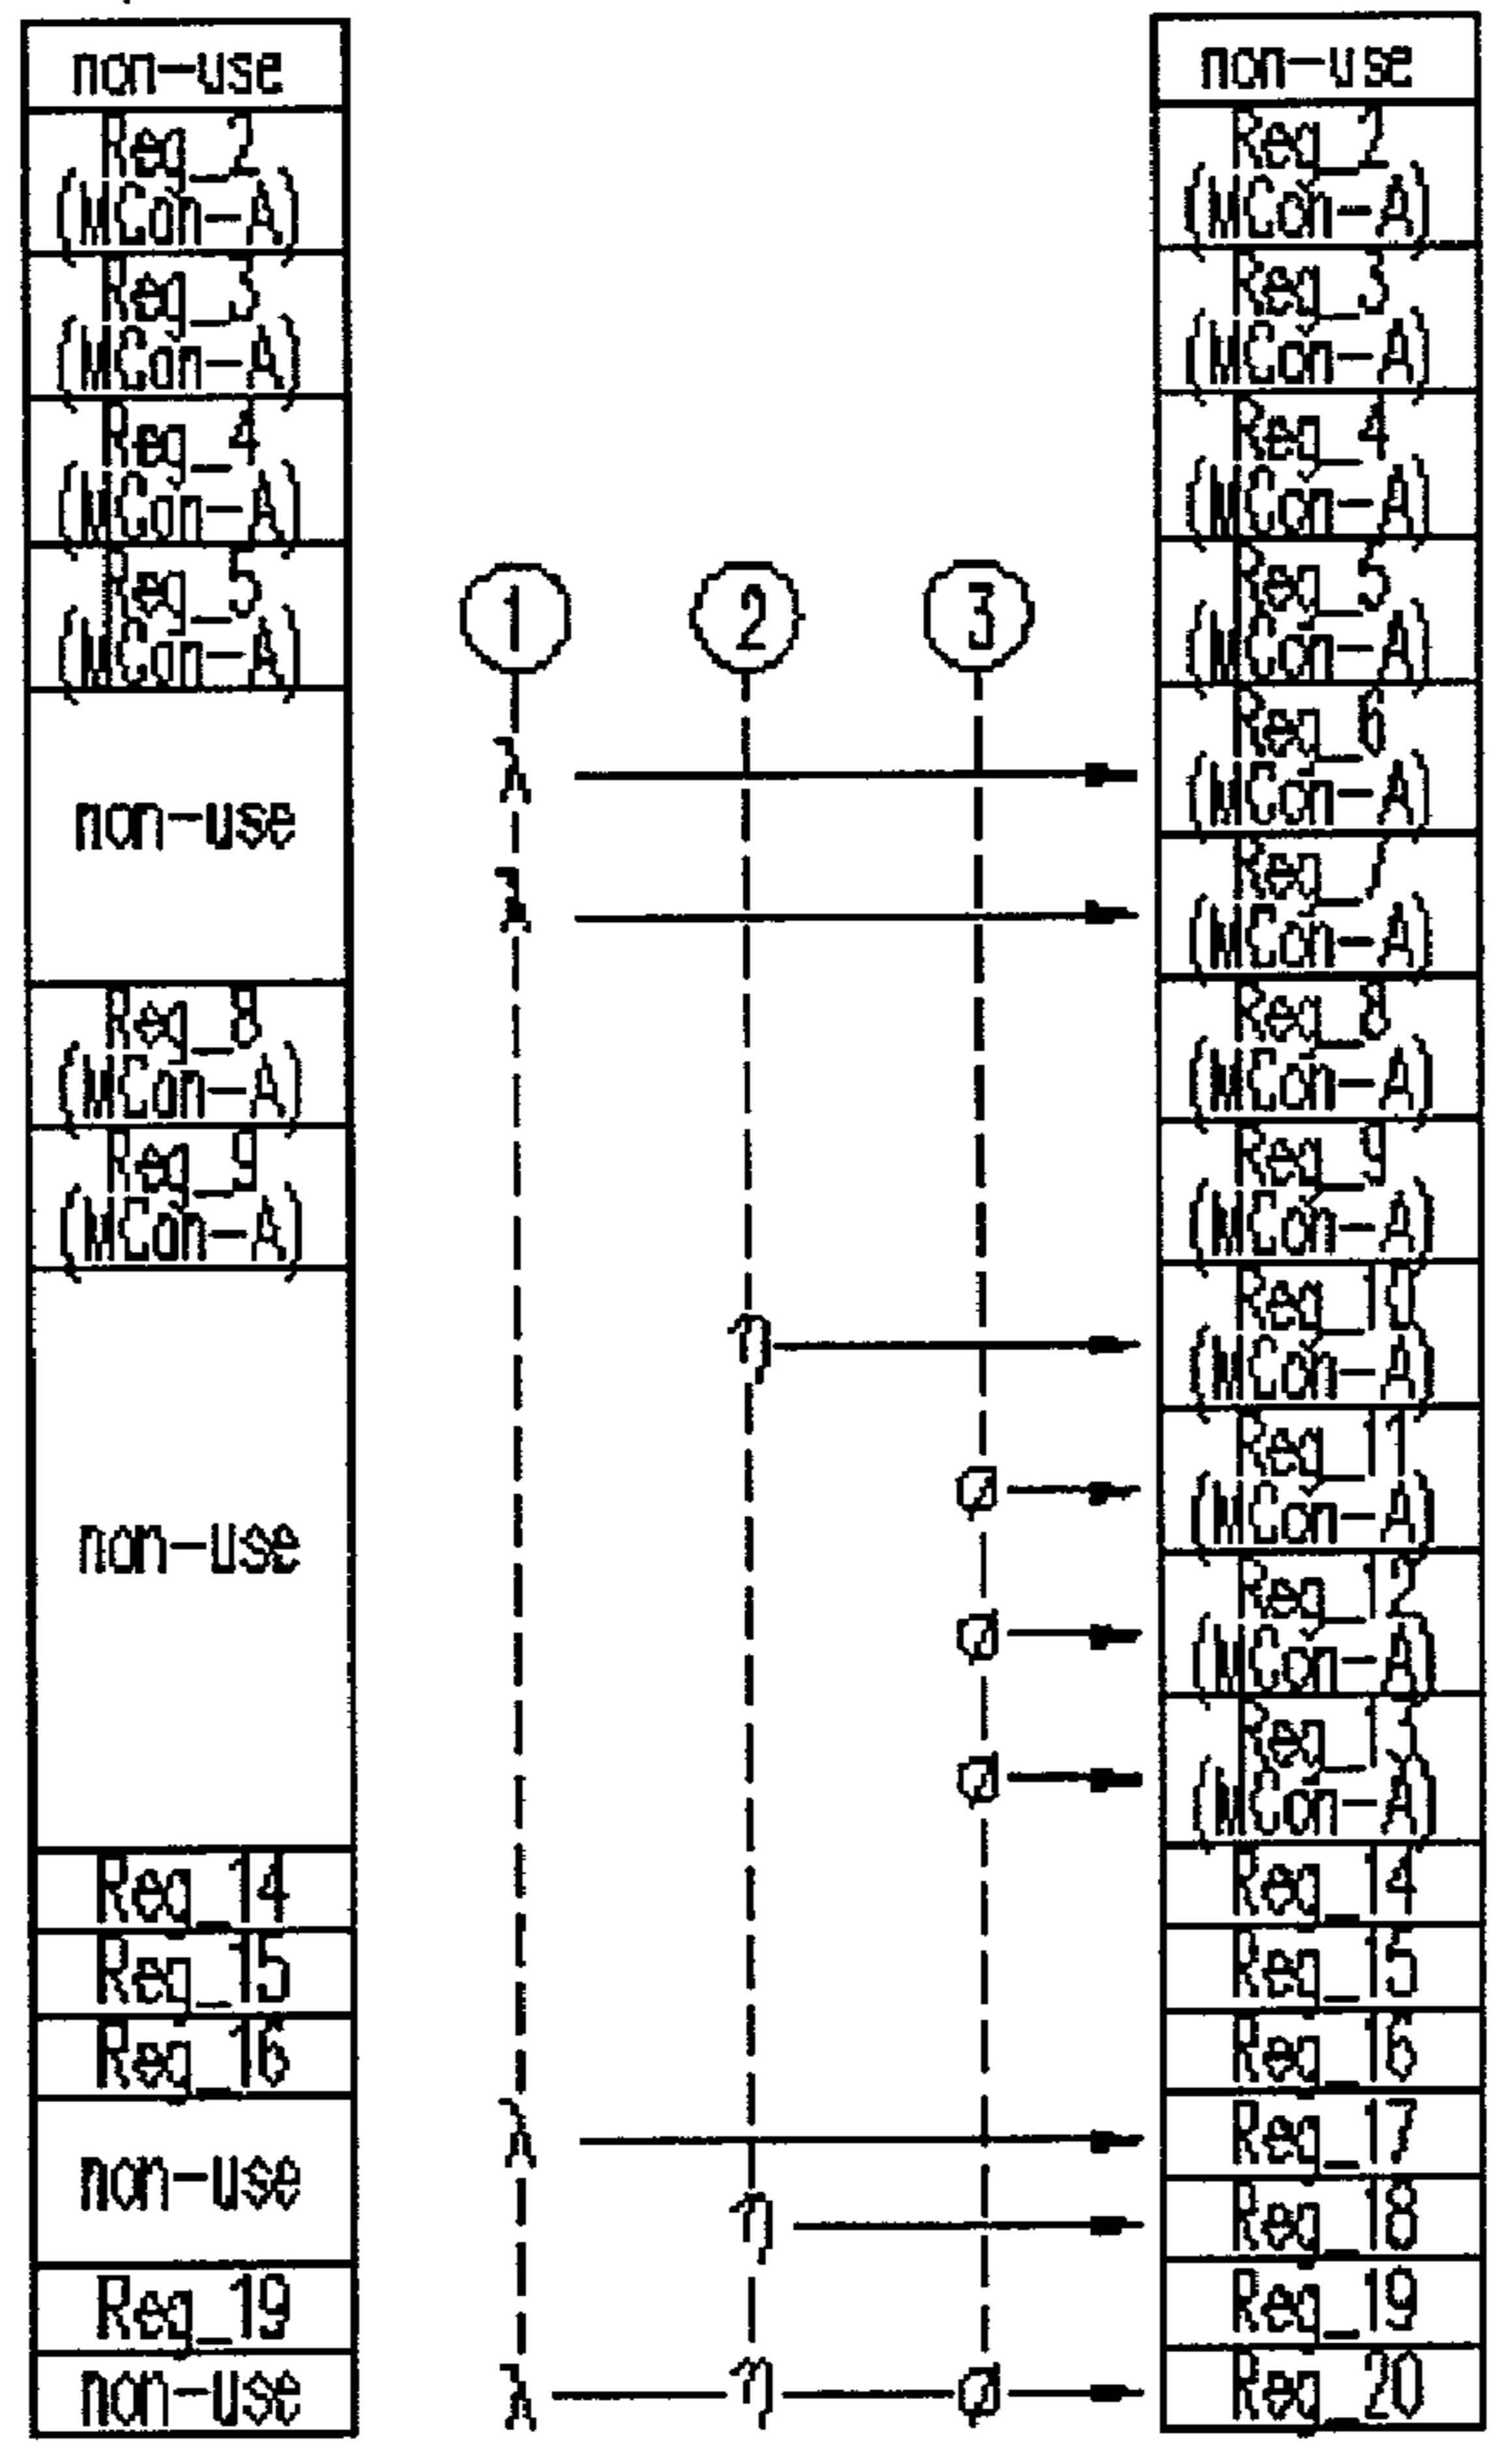 non-use
Reg_2
(MCon-A)
Reg_3
(MCon-A)
Reg_4
(MCon-A)
Reg_5
(MCon-A)
non-use
Reg_8
(MCon-A)
Reg_9
(MCon-A)
non-use
Reg_14
Reg_15
Reg_16
non-use
Reg_19
non-use
1
2
3
λ
λ
η
λ
η
λ
η
non-use
Reg_2
(MCon-A)
Reg_3
(MCon-A)
Reg_4
(MCon-A)
Reg_5
(MCon-A)
Reg_6
(MCon-A)
Reg_7
(MCon-A)
Reg_8
(MCon-A)
Reg_9
(MCon-A)
Reg_10
(MCon-A)
Reg_11
(MCon-A)
Reg_12
(MCon-A)
Reg_13
(MCon-A)
Reg_14
Reg_15
Reg_16
Reg_17
Reg_18
Reg_19
Reg_20